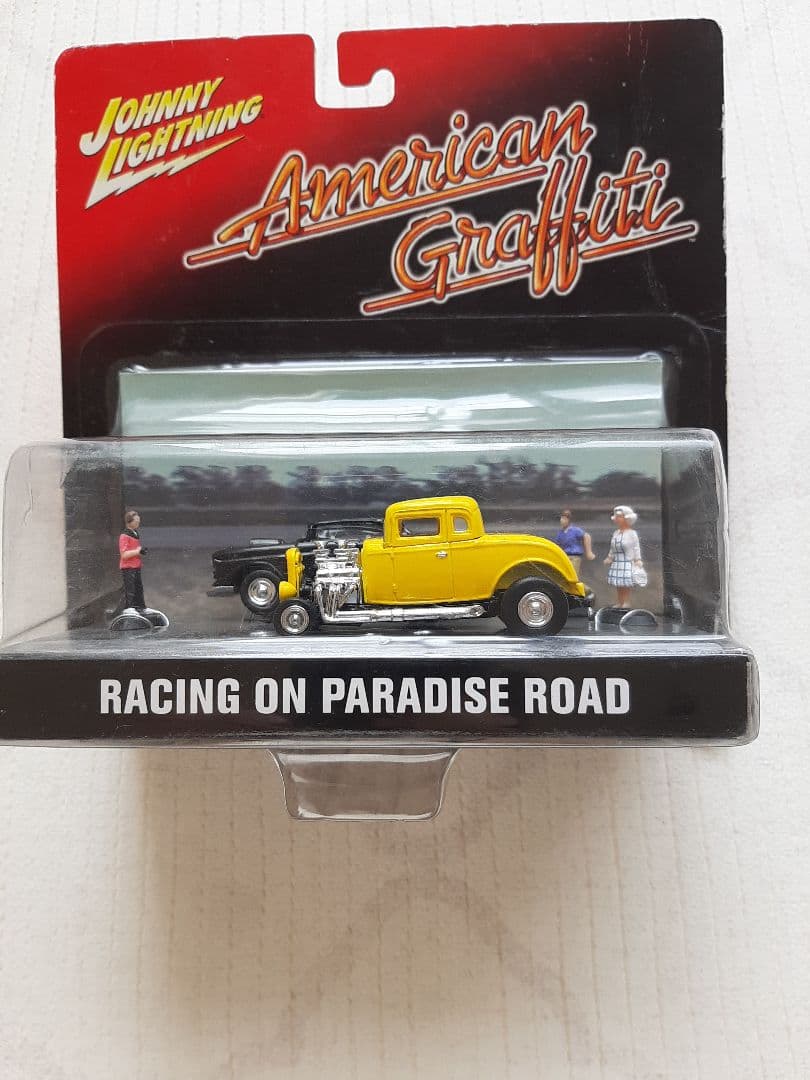 JOHNNY
LIGHTNING
American
Graffiti
RACING ON PARADISE ROAD